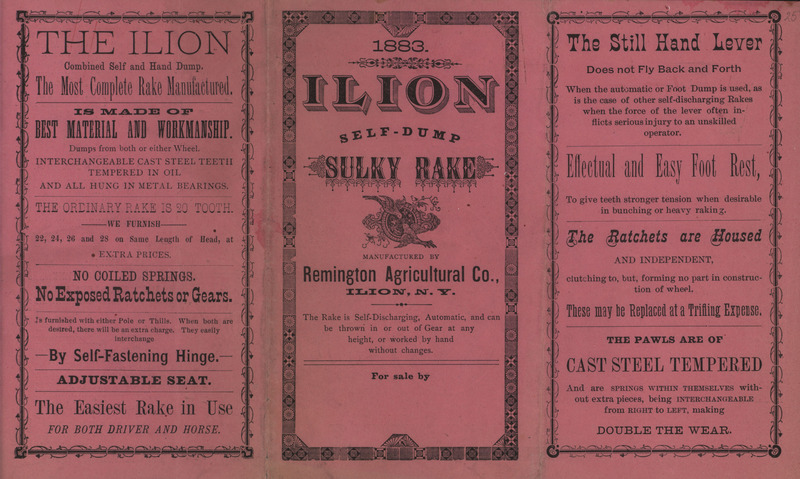 THE ILION
Combined Self and Hand Dump.
The Most Complete Rake Manufactured.
IS MADE OF
BEST MATERIAL AND WORKMANSHIP.
Dumps from both or either Wheel.
INTERCHANGEABLE CAST STEEL TEETH
TEMPERED IN OIL
AND ALL HUNG IN METAL BEARINGS.
THE ORDINARY RAKE IS 20 TOOTH.
WE FURNISH
22, 24, 26 and 28 on Same Length of Head, at
EXTRA PRICES.
NO COILED SPRINGS.
No Exposed Ratchets or Gears.
Is furnished with either Pole or Thills. When both are
desired, there will be an extra charge. They easily
interchange
—By Self-Fastening Hinge.—
ADJUSTABLE SEAT.
The Easiest Rake in Use
FOR BOTH DRIVER AND HORSE.
1883.
ILION
SELF-DUMP
SULKY RAKE
MANUFACTURED BY
Remington Agricultural Co.,
ILION, N. Y.
The Rake is Self-Discharging, Automatic, and can
be thrown in or out of Gear at any
height, or worked by hand
without changes.
For sale by
The Still Hand Lever
Does not Fly Back and Forth
When the automatic or Foot Dump is used, as
is the case of other self-discharging Rakes
when the force of the lever often in-
flicts serious injury to an unskilled
operator.
Effectual and Easy Foot Rest,
To give teeth stronger tension when desirable
in bunching or heavy raking.
The Ratchets are Housed
AND INDEPENDENT,
clutching to, but, forming no part in construc-
tion of wheel.
These may be Replaced at a Trifling Expense.
THE PAWLS ARE OF
CAST STEEL TEMPERED
And are SPRINGS WITHIN THEMSELVES with-
out extra pieces, being INTERCHANGEABLE
from RIGHT to LEFT, making
DOUBLE THE WEAR.